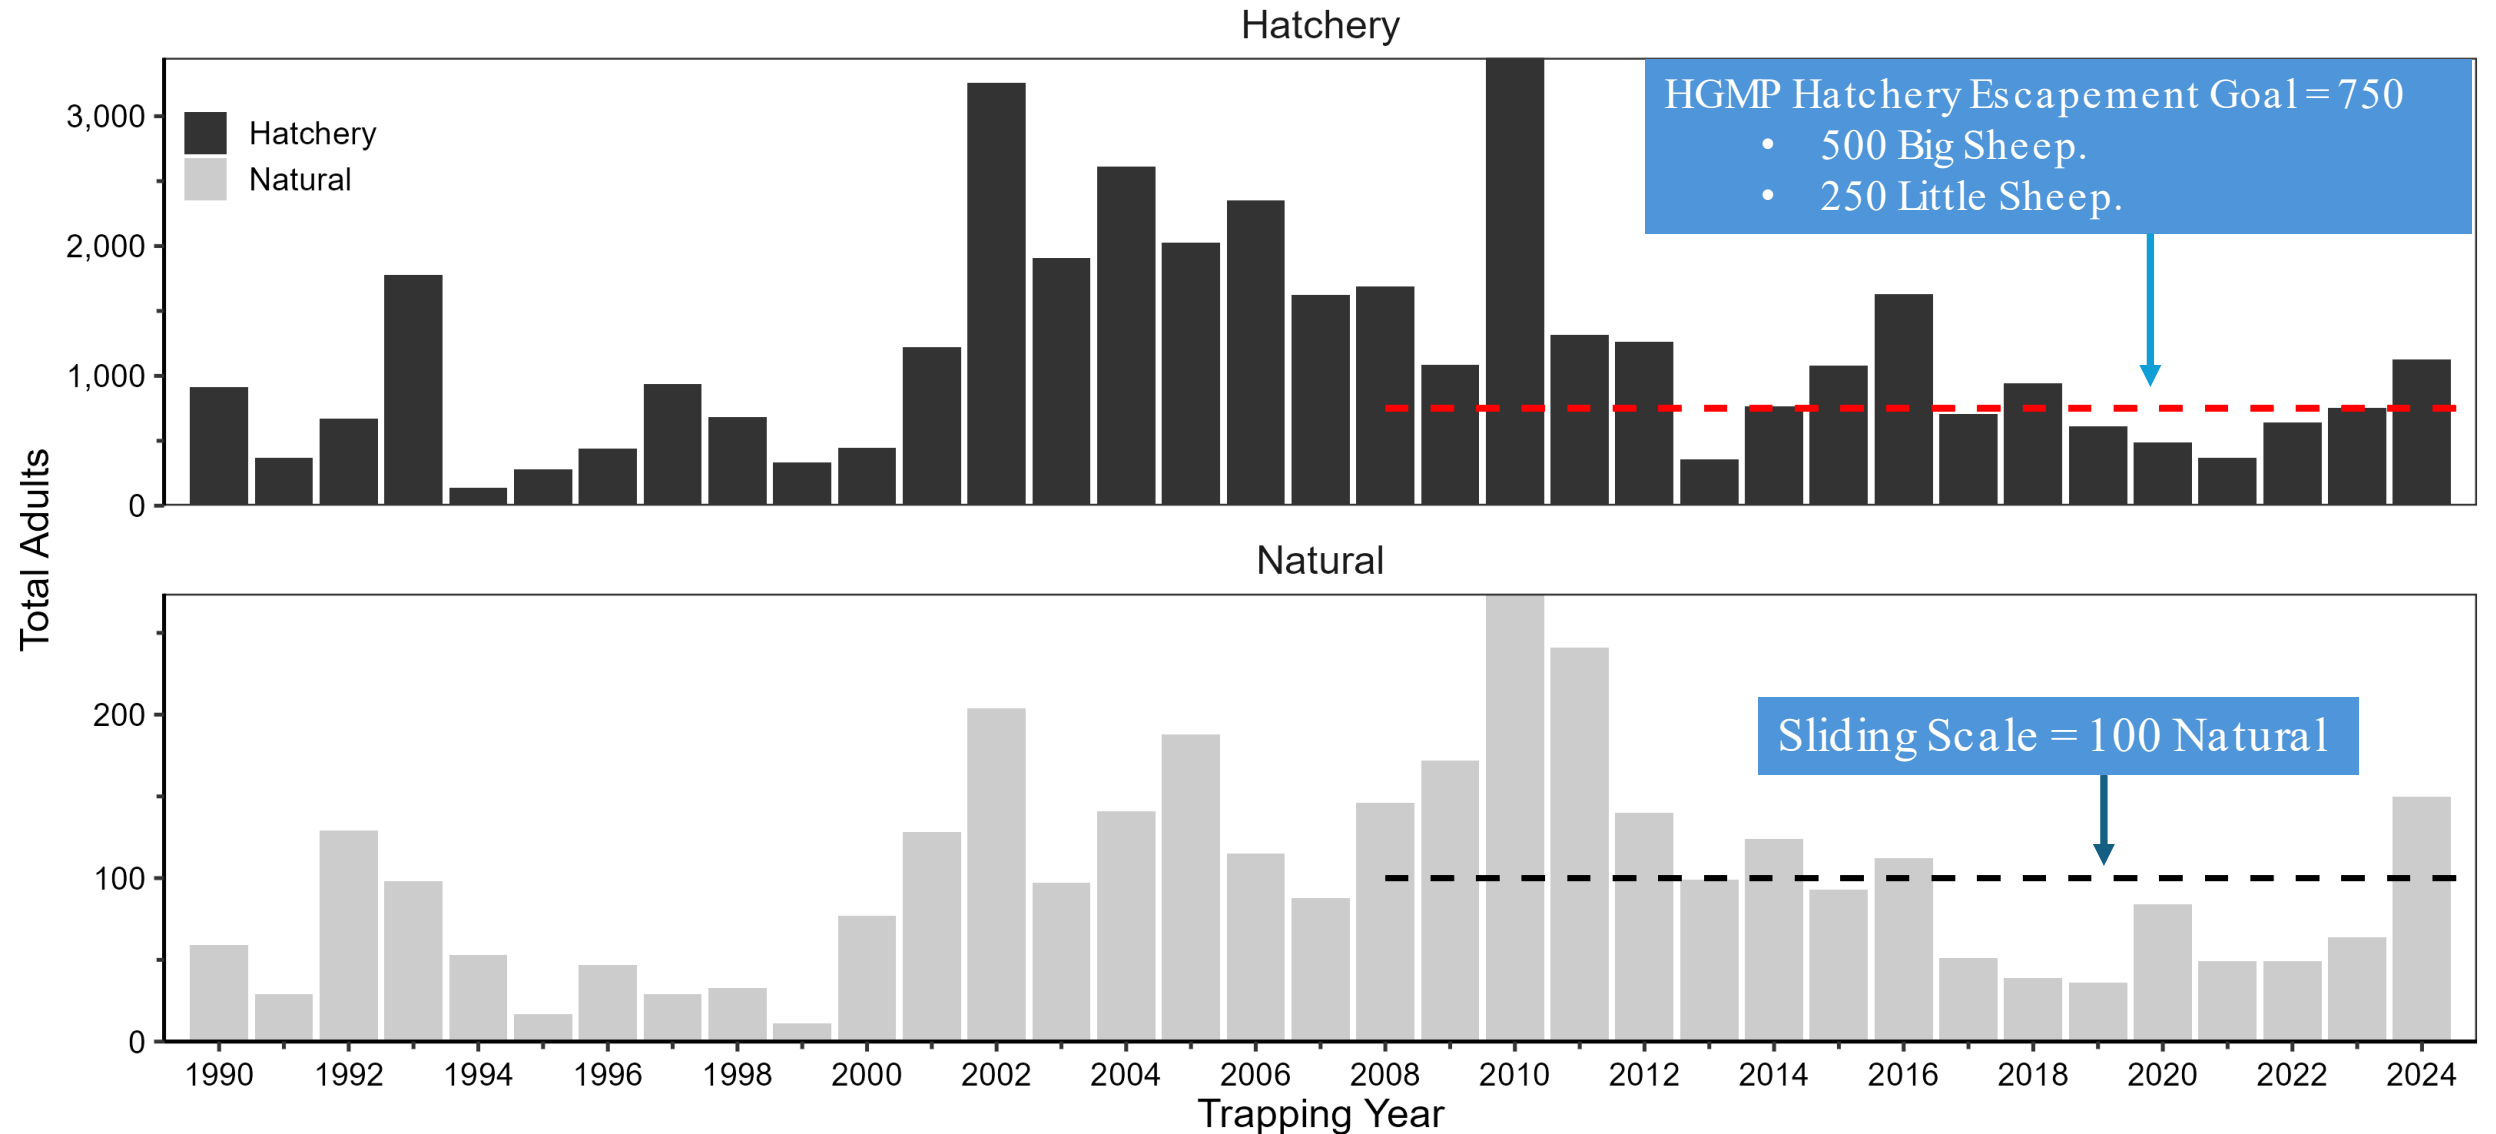 Hatchery
HGMP Hatchery Escapement Goal = 750
• 500 Big Sheep.
• 250 Little Sheep.
Hatchery
Natural
3,000
2,000
1,000
0
Total Adults
Natural
Sliding Scale = 100 Natural
200
100
0
1990 1992 1994 1996 1998 2000 2002 2004 2006 2008 2010 2012 2014 2016 2018 2020 2022 2024
Trapping Year